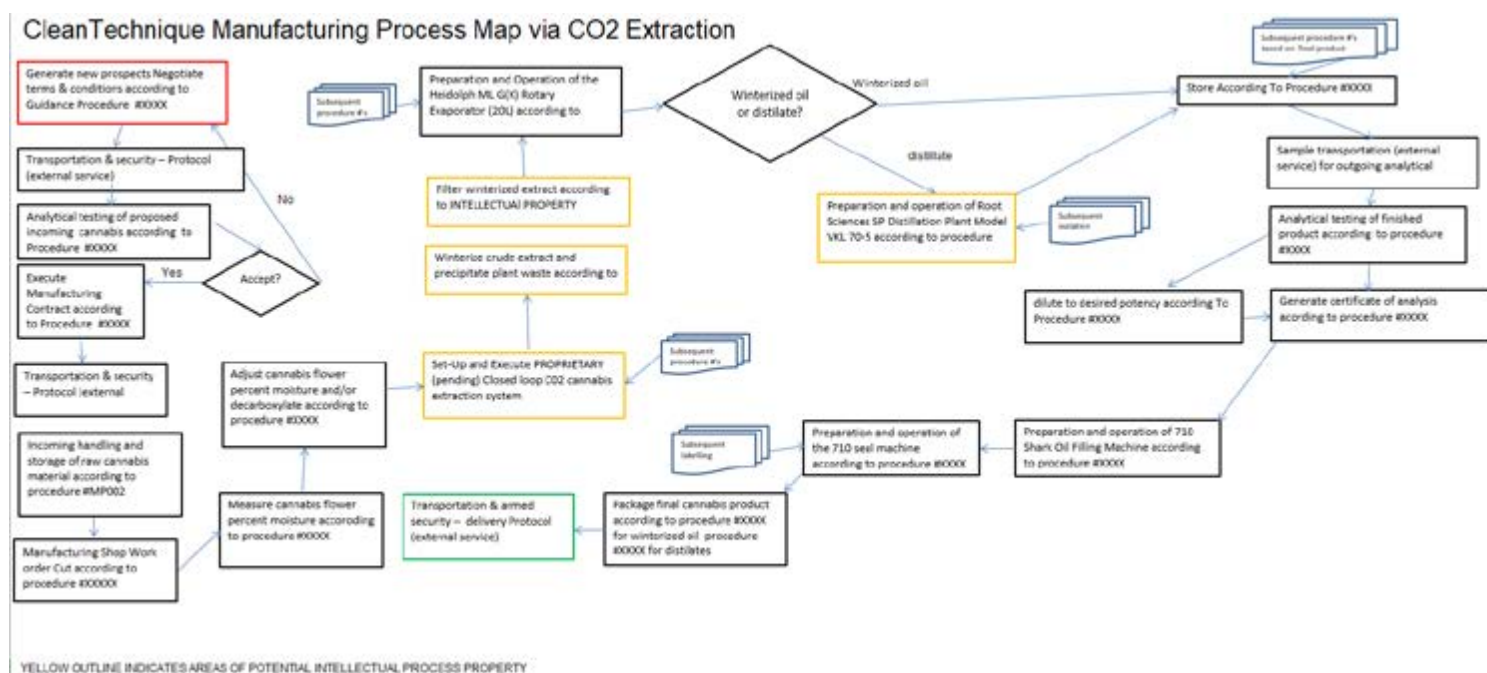 CleanTechnique Manufacturing Process Map via CO2 Extraction
Generate new prospects Negotiate
terms & conditions according to
Guidance Procedure #XXXX
Transportation & security – Protocol
(external service)
Analytical testing of proposed
incoming cannabis according to
Procedure #XXXX
No
Accept?
Yes
Execute
Manufacturing
Contract according
to Procedure #XXXX
Transportation & security
– Protocol (external
Incoming handling and
storage of raw cannabis
material according to
procedure #MP002
Manufacturing Shop Work
order Cut according to
procedure #XXXXX
Measure cannabis flower
percent moisture accoroding
to procedure #XXXX
Adjust cannabis flower
percent moisture and/or
decarboxylate according to
procedure #XXXX
Set-Up and Execute PROPRIETARY
(pending) Closed loop C02 cannabis
extraction system
Subsequent
procedure #'s
Winterize crude extract and
precipitate plant waste according to
Filter winterized extract according
to INTELLECTUAL PROPERTY
Preparation and Operation of the
Heidolph ML G(X) Rotary
Evaporator (20L) according to
Subsequent
procedure #'s
Winterized oil
or distilate?
Winterized oil
distilute
Preparation and operation of Root
Sciences SP Distillation Plant Model
VKL 70-5 according to procedure
Subsequent
isolation
Subsequent procedure #'s
based on final product
Store According To Procedure #XXXX
Sample transportation (external
service) for outgoing analytical
Analytical testing of finished
product according to procedure
#XXXX
dilute to desired potency according To
Procedure #XXXX
Generate certificate of analysis
acording to procedure #XXXX
Preparation and operation of 710
Shark Oil Filling Machine according
to procedure #XXXX
Preparation and operation of
the 710 seal machine
according to procedure #XXXX
Subsequent
labelling
Package final cannabis product
according to procedure #XXXX
for winterized oil procedure
#XXXX for distilates
Transportation & armed
security – delivery Protocol
(external service)
YELLOW OUTLINE INDICATES AREAS OF POTENTIAL INTELLECTUAL PROCESS PROPERTY